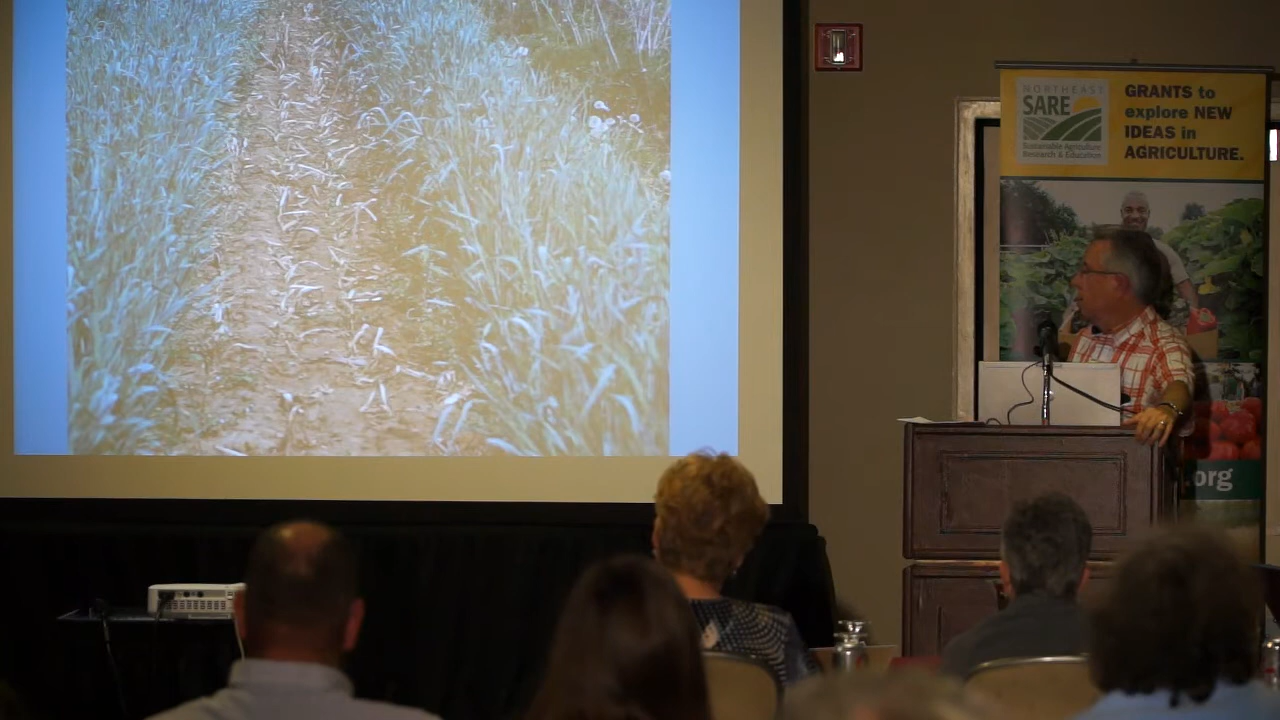 NORTHEAST
SARE
Sustainable Agriculture
Research & Education
GRANTS to
explore NEW
IDEAS in
AGRICULTURE.
.org